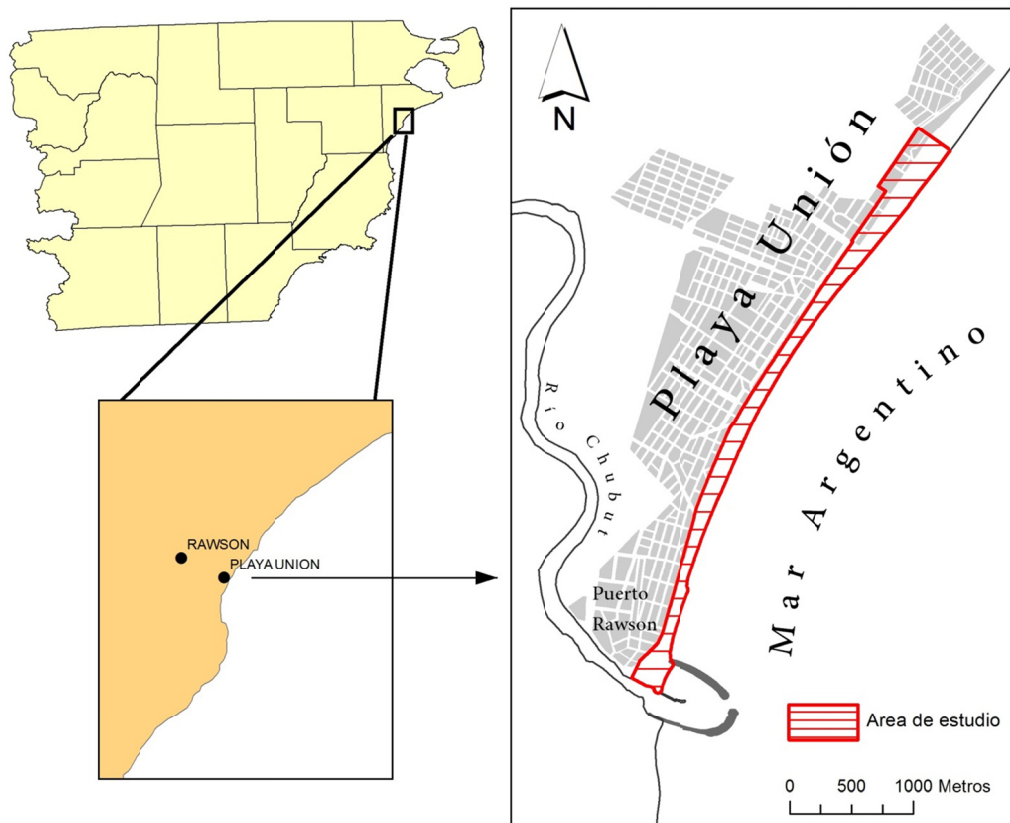 RAWSON
PLAYAUNION
N
Playa Unión
Río Chubut
Mar Argentino
Puerto
Rawson
Area de estudio
0 500 1000 Metros